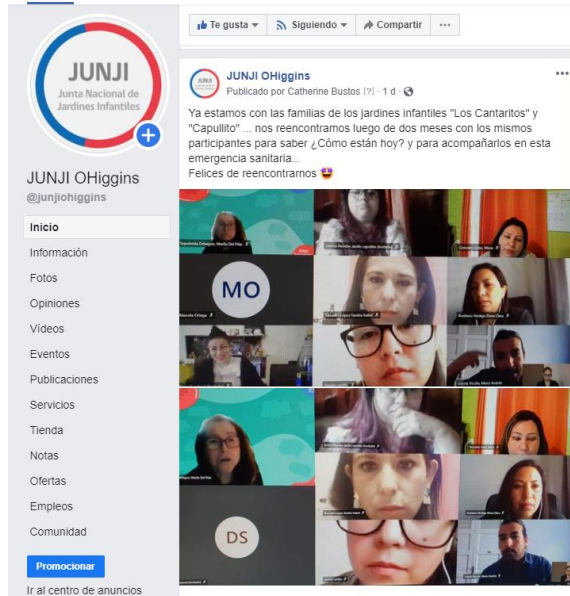 Te gusta
Siguiendo
Compartir
JUNJI
Junta Nacional de
Jardines Infantiles
JUNJI OHiggins
@junjiohiggins
Inicio
Información
Fotos
Opiniones
Vídeos
Eventos
Publicaciones
Servicios
Tienda
Notas
Ofertas
Empleos
Comunidad
Promocionar
Ir al centro de anuncios
JUNJI
JUNJI OHiggins
Publicado por Catherine Bustos [?] · 1 d ·
Ya estamos con las familias de los jardines infantiles "Los Cantaritos" y
"Capullito" ... nos reencontramos luego de dos meses con los mismos
participantes para saber ¿Cómo están hoy? y para acompañarlos en esta
emergencia sanitaria...
Felices de reencontrarnos
MO
Marcela Ortega
DS